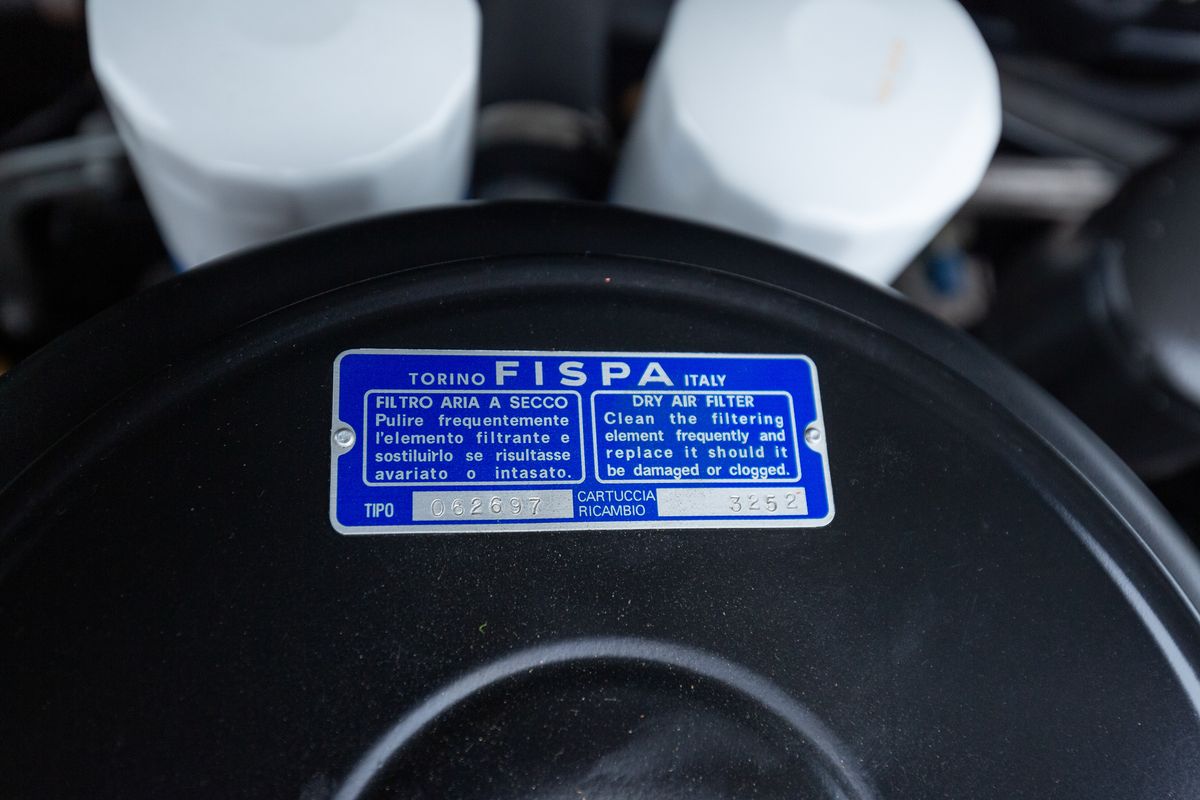 TORINO FISPA ITALY
FILTRO ARIA A SECCO
Pulire frequentemente
l'elemento filtrante e
sostiluirlo se risultasse
avariato o intasato.
DRY AIR FILTER
Clean the filtering
element frequently and
replace it should it
be damaged or clogged.
TIPO 062697 CARTUCCIA RICAMBIO 3252